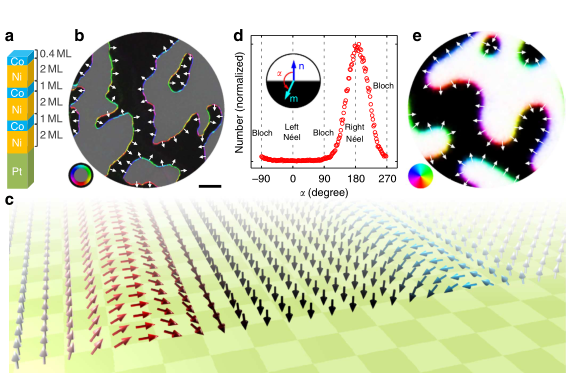 a
b
d
e
0.4 ML
Co
2 ML
Ni
1 ML
Co
2 ML
Ni
1 ML
Co
2 ML
Ni
Pt
Number (normalized)
α
n
m
Bloch
Left
Néel
Bloch
Right
Néel
Bloch
−90 0 90 180 270
α (degree)
c